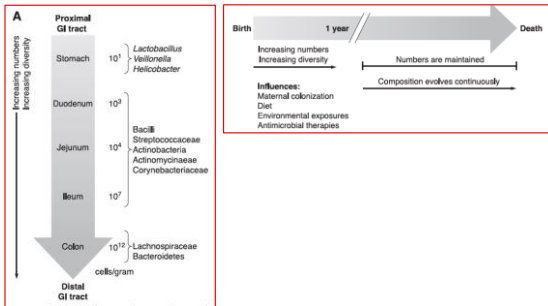 A
Proximal
GI tract
Increasing numbers
Increasing diversity
Stomach 10¹ Lactobacillus
Veillonella
Helicobacter
Duodenum 10³
Jejunum 10⁴
Ileum 10⁷
Bacilli
Streptococcaceae
Actinobacteria
Actinomycinaeae
Corynebacteriaceae
Colon 10¹² Lachnospiraceae
Bacteroidetes
cells/gram
Distal
GI tract
Birth 1 year Death
Increasing numbers
Increasing diversity
Numbers are maintained
Composition evolves continuously
Influences:
Maternal colonization
Diet
Environmental exposures
Antimicrobial therapies